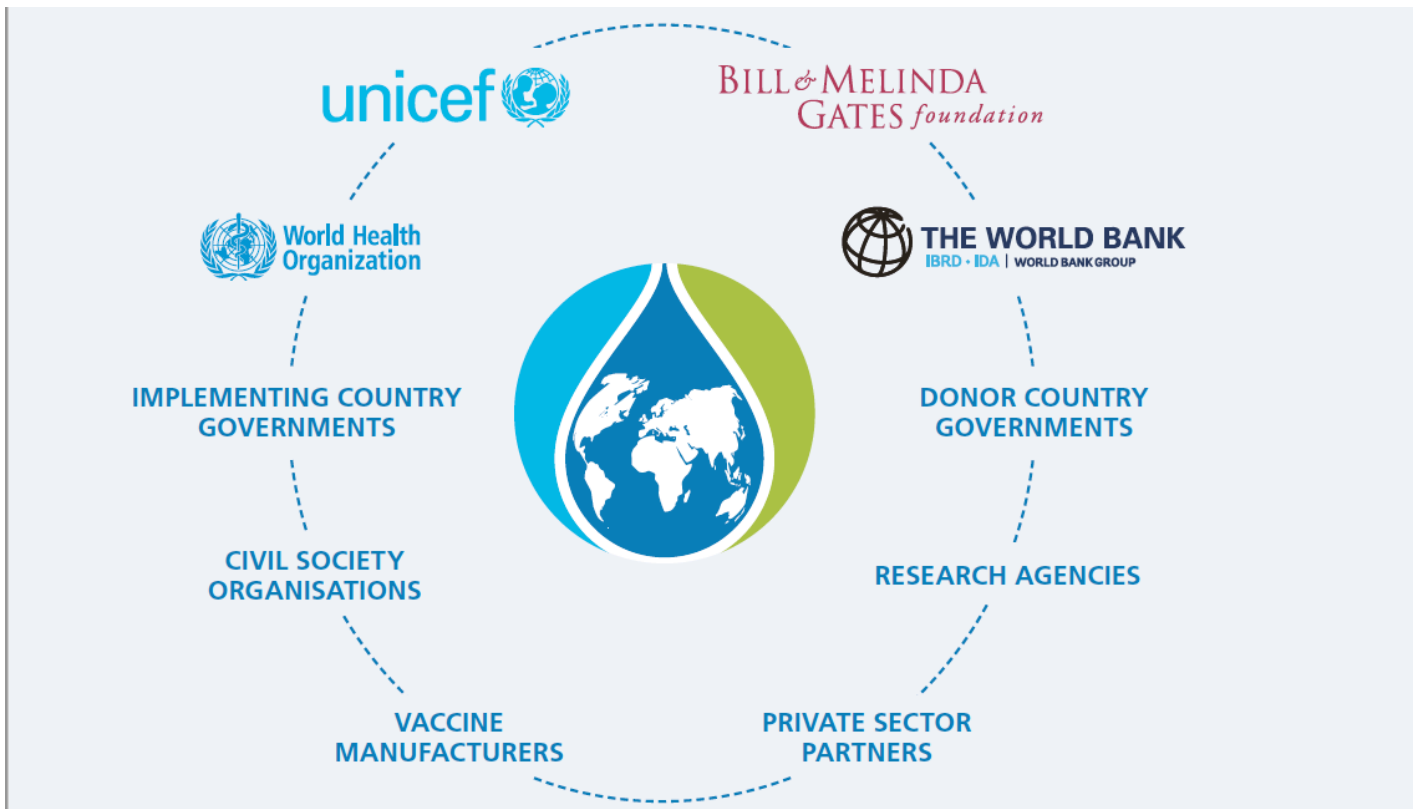 unicef
BILL & MELINDA
GATES foundation
World Health
Organization
THE WORLD BANK
IBRD • IDA | WORLD BANK GROUP
IMPLEMENTING COUNTRY
GOVERNMENTS
DONOR COUNTRY
GOVERNMENTS
CIVIL SOCIETY
ORGANISATIONS
RESEARCH AGENCIES
VACCINE
MANUFACTURERS
PRIVATE SECTOR
PARTNERS